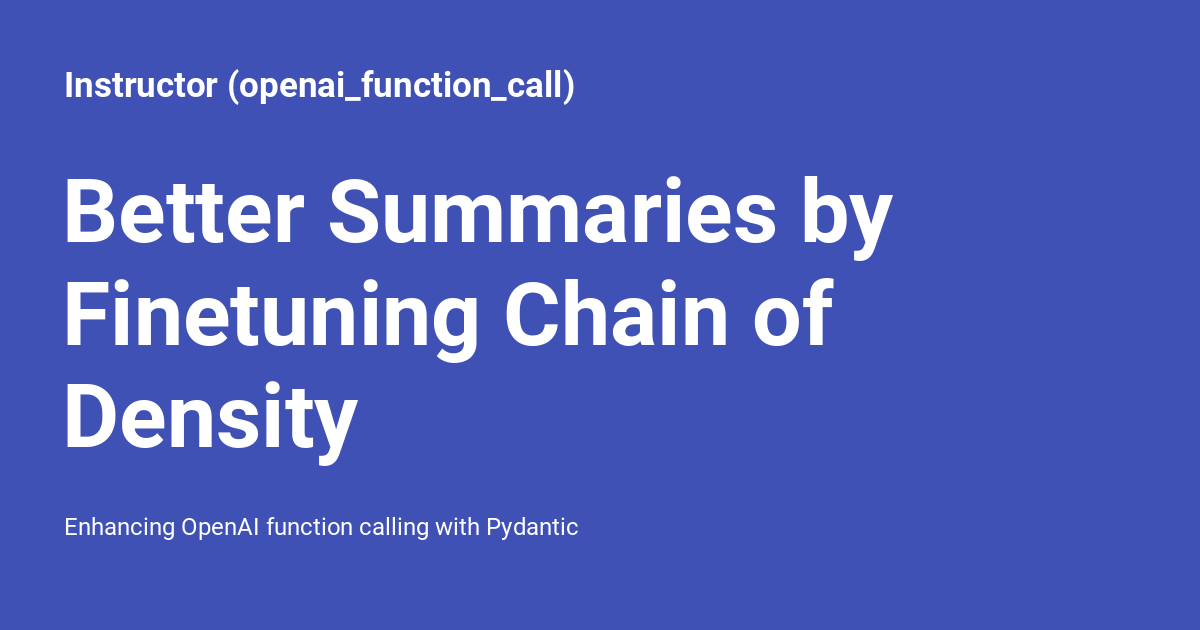 Instructor (openai_function_call)
Better Summaries by
Finetuning Chain of
Density
Enhancing OpenAI function calling with Pydantic